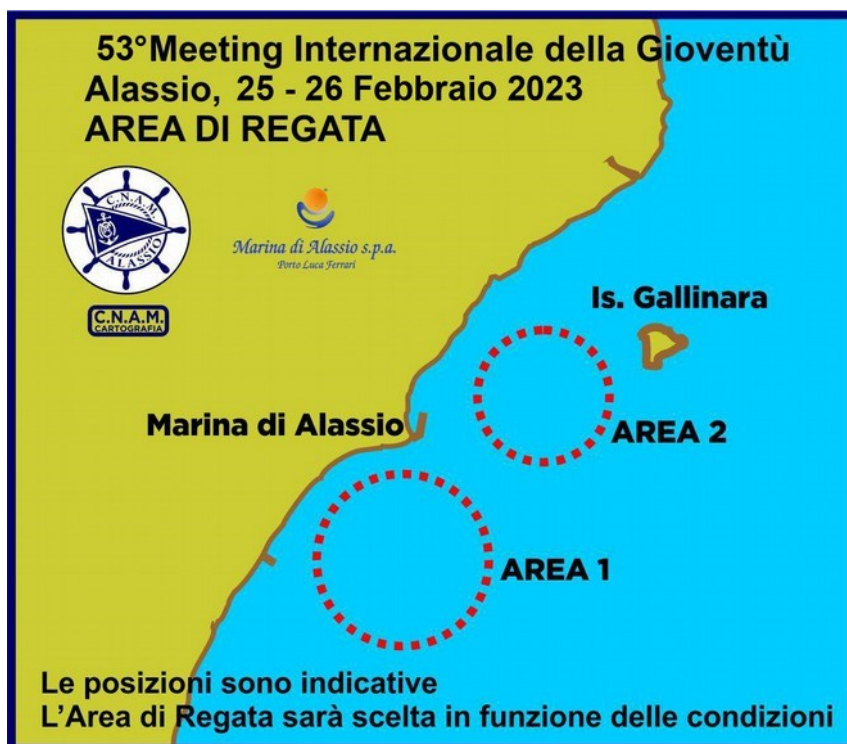 53°Meeting Internazionale della Gioventù
Alassio, 25 - 26 Febbraio 2023
AREA DI REGATA
C.N.A.M.
ALASSIO
Marina di Alassio s.p.a.
Porto Luca Ferrari
C.N.A.M.
CARTOGRAFIA
Is. Gallinara
Marina di Alassio
AREA 2
AREA 1
Le posizioni sono indicative
L'Area di Regata sarà scelta in funzione delle condizioni